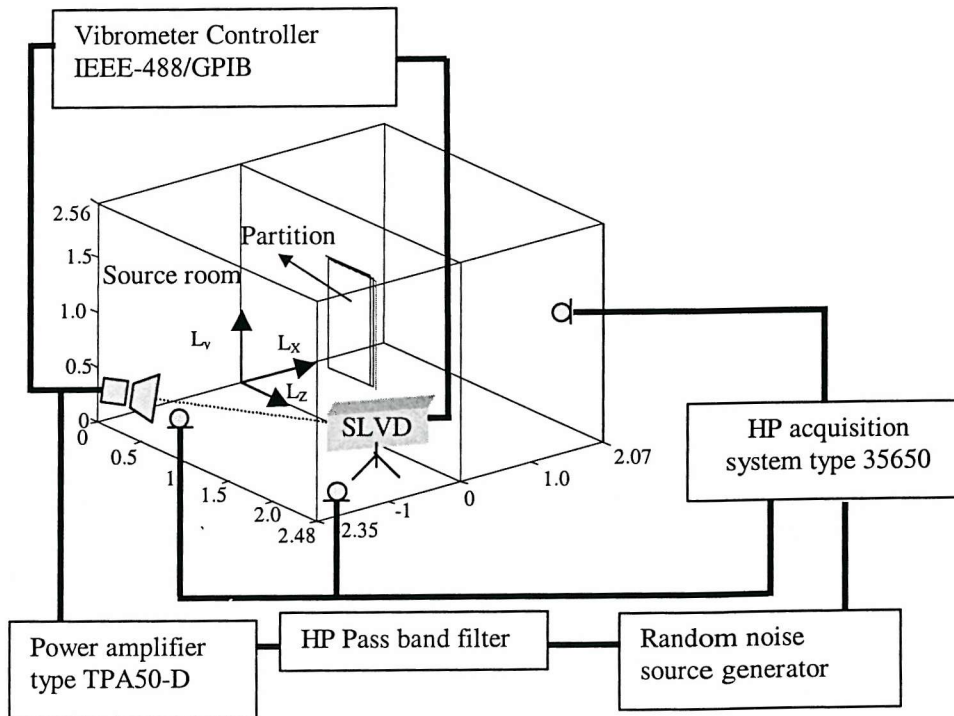 Vibrometer Controller
IEEE-488/GPIB
2.56
1.5
1.0
0.5
0
0
0.5
1
1.5
2.0
2.48
-2.35
-1
0
1.0
2.07
Partition
Source room
Ly
LX
LZ
SLVD
HP acquisition
system type 35650
Power amplifier
type TPA50-D
HP Pass band filter
Random noise
source generator